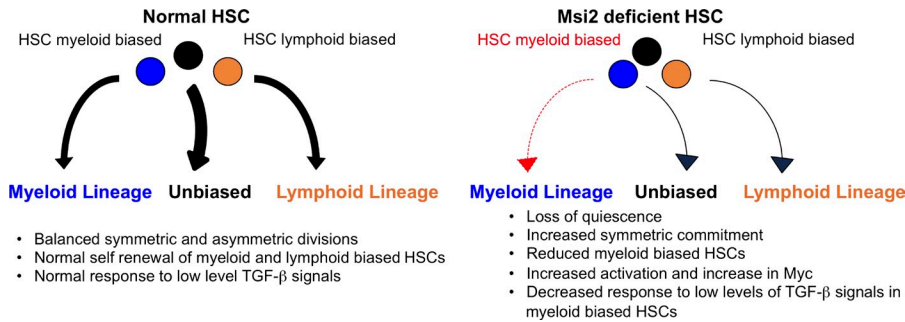 Normal HSC
HSC myeloid biased
HSC lymphoid biased
Myeloid Lineage
Unbiased
Lymphoid Lineage
• Balanced symmetric and asymmetric divisions
• Normal self renewal of myeloid and lymphoid biased HSCs
• Normal response to low level TGF-β signals
Msi2 deficient HSC
HSC myeloid biased
HSC lymphoid biased
Myeloid Lineage
Unbiased
Lymphoid Lineage
• Loss of quiescence
• Increased symmetric commitment
• Reduced myeloid biased HSCs
• Increased activation and increase in Myc
• Decreased response to low levels of TGF-β signals in
myeloid biased HSCs